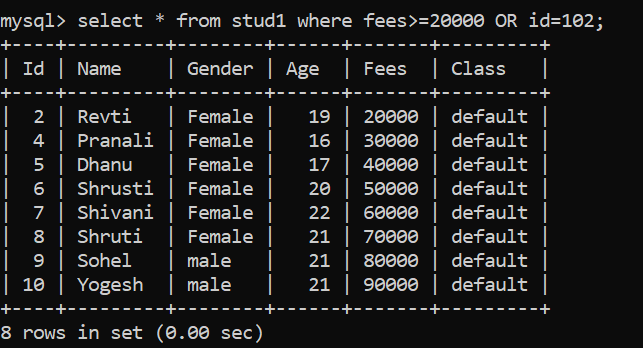 mysql> select * from stud1 where fees>=20000 OR id=102;
+----+---------+--------+------+-------+---------+
| Id | Name    | Gender | Age  | Fees  | Class   |
+----+---------+--------+------+-------+---------+
|  2 | Revti   | Female |   19 | 20000 | default |
|  4 | Pranali | Female |   16 | 30000 | default |
|  5 | Dhanu   | Female |   17 | 40000 | default |
|  6 | Shrusti | Female |   20 | 50000 | default |
|  7 | Shivani | Female |   22 | 60000 | default |
|  8 | Shruti  | Female |   21 | 70000 | default |
|  9 | Sohel   | male   |   21 | 80000 | default |
| 10 | Yogesh  | male   |   21 | 90000 | default |
+----+---------+--------+------+-------+---------+
8 rows in set (0.00 sec)